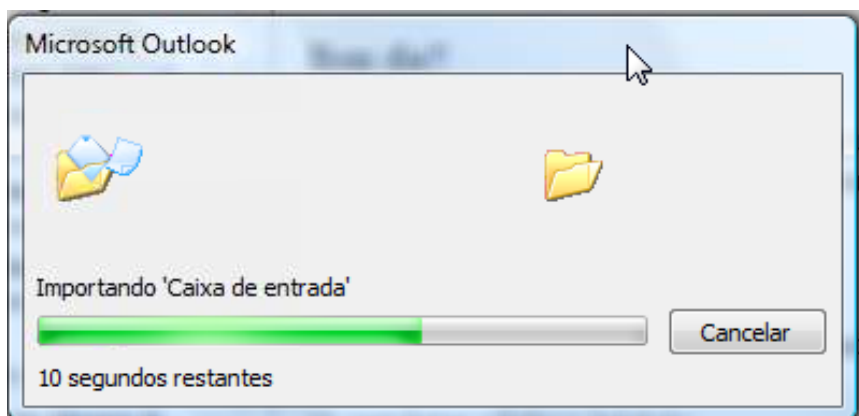 Microsoft Outlook
Importando 'Caixa de entrada'
Cancelar
10 segundos restantes